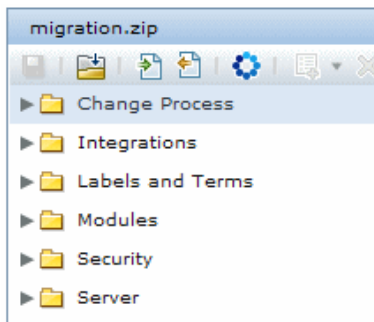 migration.zip
Change Process
Integrations
Labels and Terms
Modules
Security
Server